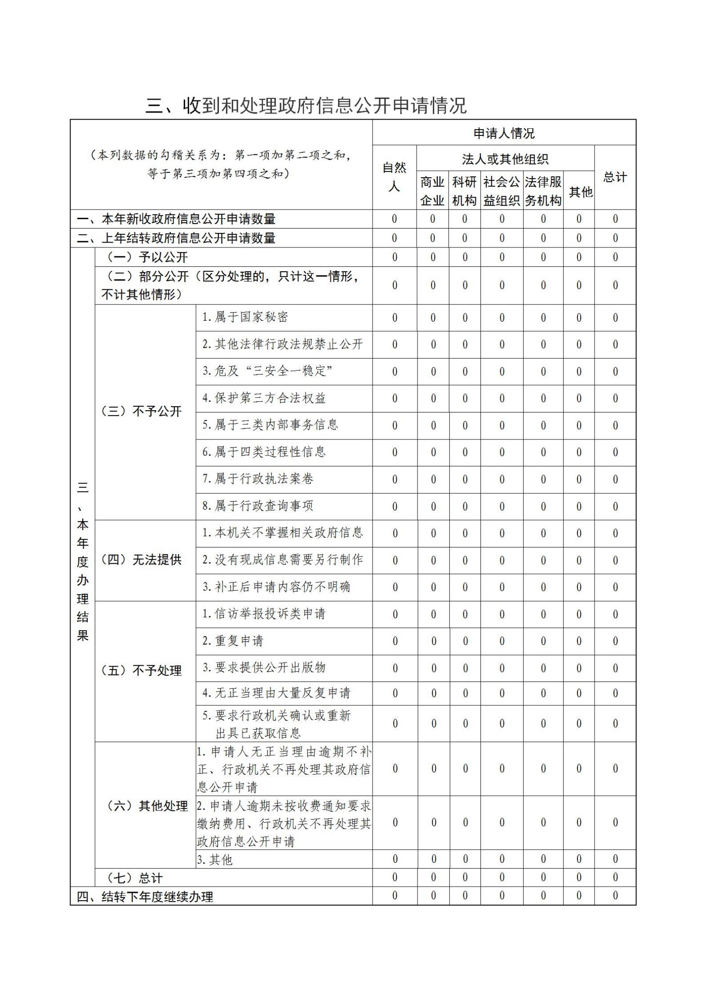 三、收到和处理政府信息公开申请情况
（本列数据的勾稽关系为：第一项加第二项之和，
等于第三项加第四项之和）
申请人情况
自然
人
法人或其他组织
总计
商业
企业
科研
机构
社会公
益组织
法律服
务机构
其他
一、本年新收政府信息公开申请数量 0 0 0 0 0 0 0
二、上年结转政府信息公开申请数量 0 0 0 0 0 0 0
三、本年度办理结果
（一）予以公开 0 0 0 0 0 0 0
（二）部分公开（区分处理的，只计这一情形，
不计其他情形） 0 0 0 0 0 0 0
（三）不予公开
1.属于国家秘密 0 0 0 0 0 0 0
2.其他法律行政法规禁止公开 0 0 0 0 0 0 0
3.危及“三安全一稳定” 0 0 0 0 0 0 0
4.保护第三方合法权益 0 0 0 0 0 0 0
5.属于三类内部事务信息 0 0 0 0 0 0 0
6.属于四类过程性信息 0 0 0 0 0 0 0
7.属于行政执法案卷 0 0 0 0 0 0 0
8.属于行政查询事项 0 0 0 0 0 0 0
（四）无法提供
1.本机关不掌握相关政府信息 0 0 0 0 0 0 0
2.没有现成信息需要另行制作 0 0 0 0 0 0 0
3.补正后申请内容仍不明确 0 0 0 0 0 0 0
（五）不予处理
1.信访举报投诉类申请 0 0 0 0 0 0 0
2.重复申请 0 0 0 0 0 0 0
3.要求提供公开出版物 0 0 0 0 0 0 0
4.无正当理由大量反复申请 0 0 0 0 0 0 0
5.要求行政机关确认或重新
出具已获取信息 0 0 0 0 0 0 0
（六）其他处理
1.申请人无正当理由逾期不补
正、行政机关不再处理其政府信
息公开申请 0 0 0 0 0 0 0
2.申请人逾期未按收费通知要求
缴纳费用、行政机关不再处理其
政府信息公开申请 0 0 0 0 0 0 0
3.其他 0 0 0 0 0 0 0
（七）总计 0 0 0 0 0 0 0
四、结转下年度继续办理 0 0 0 0 0 0 0